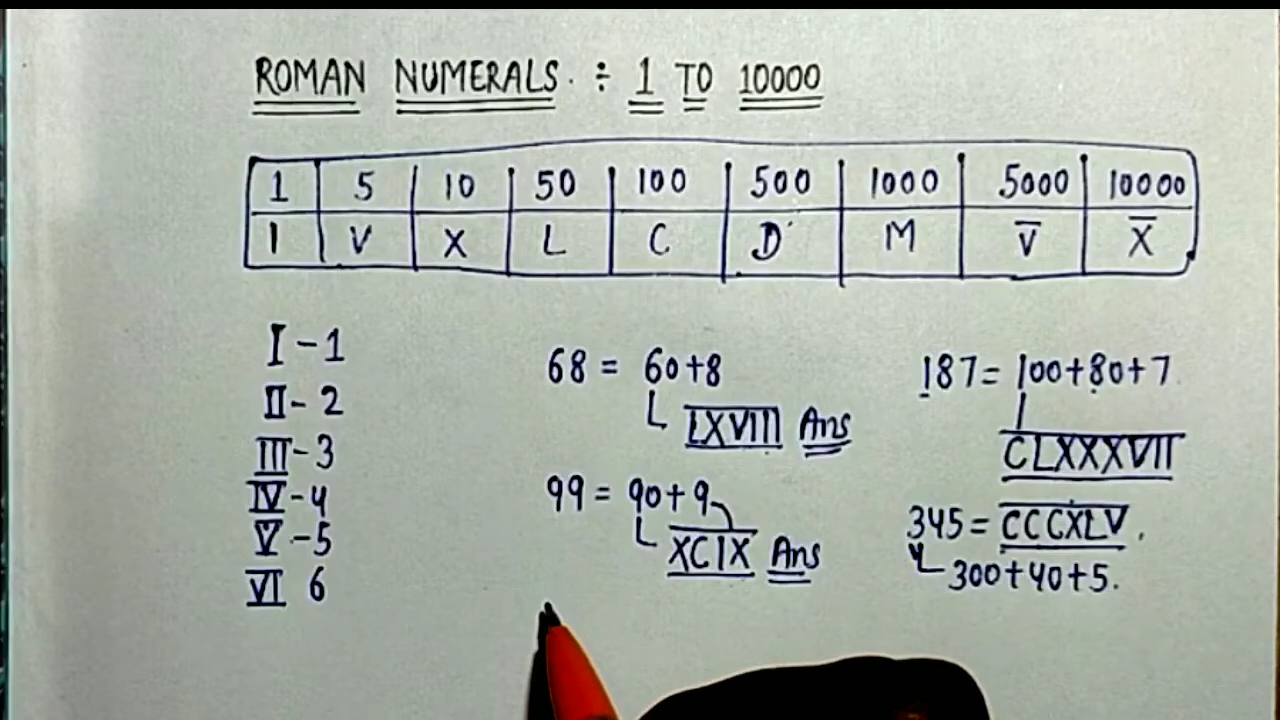 ROMAN NUMERALS. ÷ 1 TO 10000
1 5 10 50 100 500 1000 5000 10000
I V X L C D M V̅ X̅
I - 1
II - 2
III - 3
IV - 4
V - 5
VI 6
68 = 60+8
LXVIII Ans
99 = 90+9
XCIX Ans
187 = 100+80+7
CLXXXVII
345 = CCCXLV.
300+40+5.